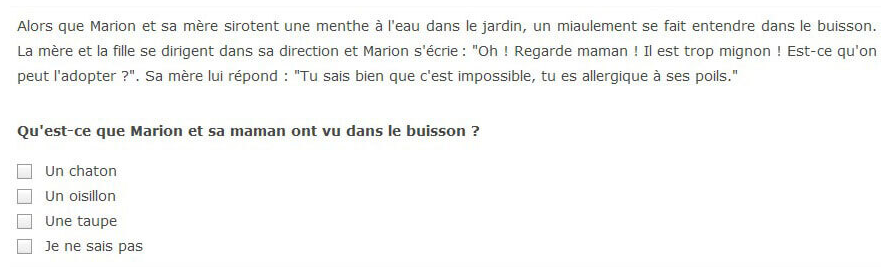 Alors que Marion et sa mère sirotent une menthe à l'eau dans le jardin, un miaulement se fait entendre dans le buisson.
La mère et la fille se dirigent dans sa direction et Marion s'écrie : "Oh ! Regarde maman ! Il est trop mignon ! Est-ce qu'on
peut l'adopter ?". Sa mère lui répond : "Tu sais bien que c'est impossible, tu es allergique à ses poils."
Qu'est-ce que Marion et sa maman ont vu dans le buisson ?
Un chaton
Un oisillon
Une taupe
Je ne sais pas